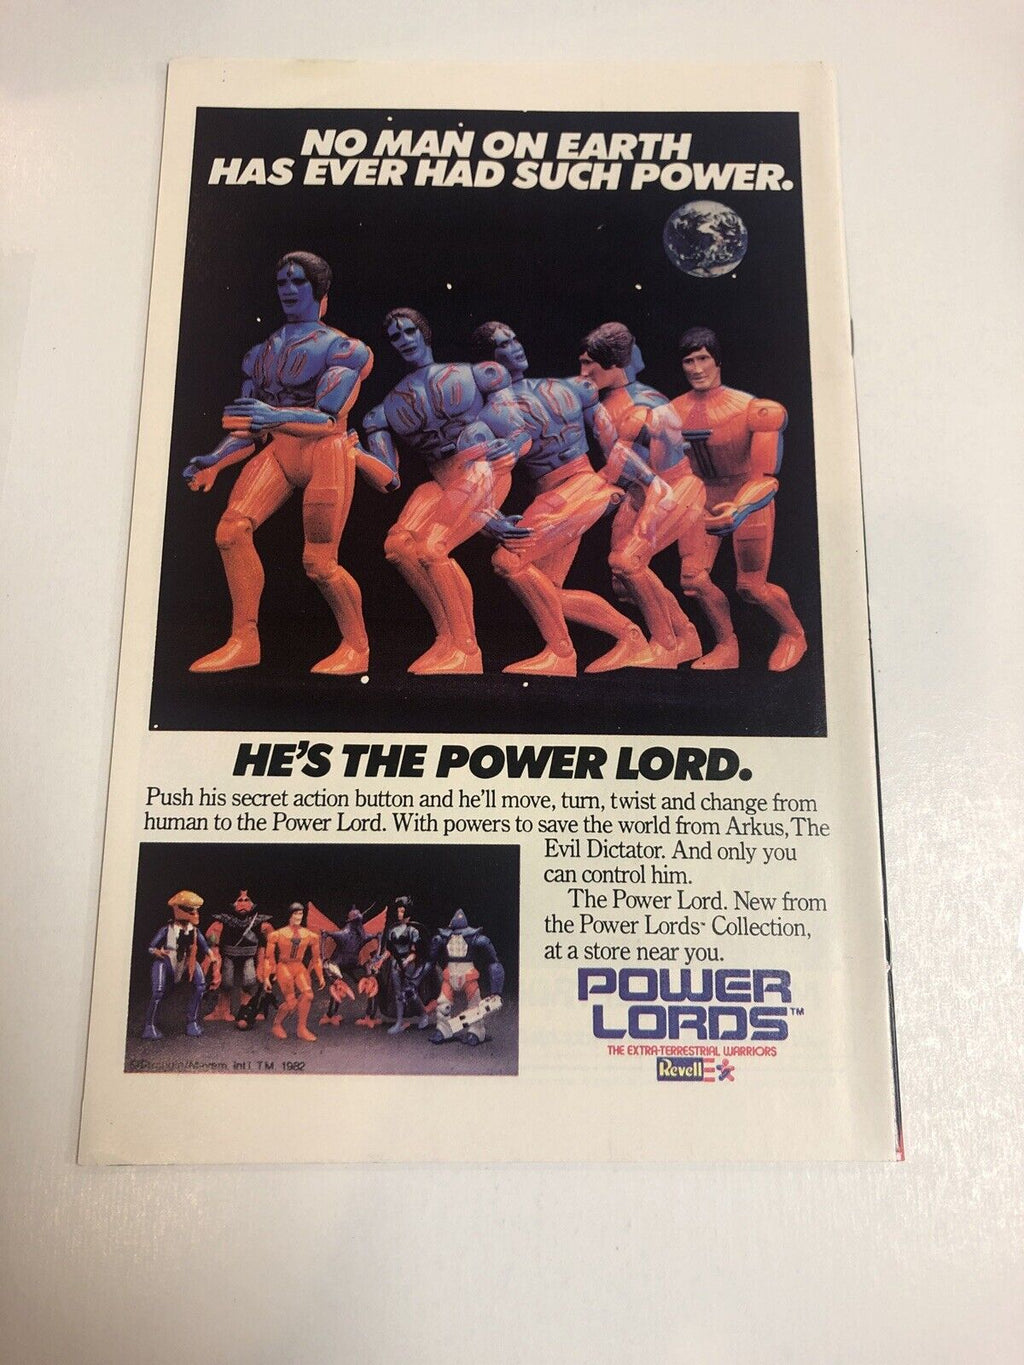 NO MAN ON EARTH
HAS EVER HAD SUCH POWER.
HE'S THE POWER LORD.
Push his secret action button and he'll move, turn, twist and change from
human to the Power Lord. With powers to save the world from Arkus, The
Evil Dictator. And only you
can control him.
The Power Lord. New from
the Power Lords™ Collection,
at a store near you.
POWER
LORDS™
THE EXTRA-TERRESTRIAL WARRIORS
Revell
Int'l T.M. 1982